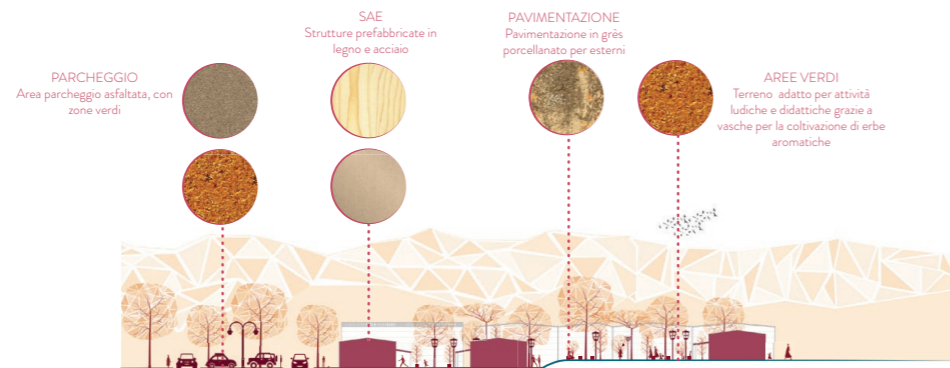 PARCHEGGIO
Area parcheggio asfaltata, con
zone verdi
SAE
Strutture prefabbricate in
legno e acciaio
PAVIMENTAZIONE
Pavimentazione in grès
porcellanato per esterni
AREE VERDI
Terreno adatto per attività
ludiche e didattiche grazie a
vasche per la coltivazione di erbe
aromatiche